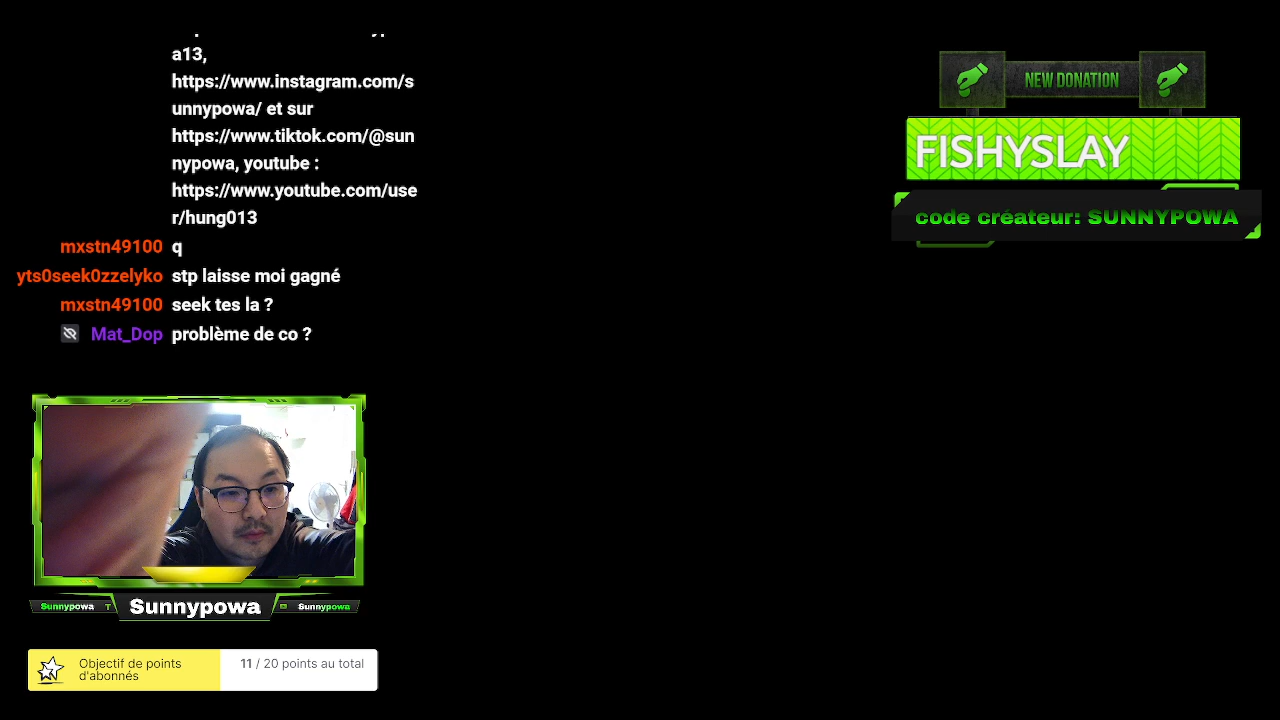 a13,
https://www.instagram.com/s
unnypowa/ et sur
https://www.tiktok.com/@sun
nypowa, youtube :
https://www.youtube.com/use
r/hung013
mxstn49100 q
yts0seek0zzelyko stp laisse moi gagné
mxstn49100 seek tes la ?
Mat_Dop problème de co ?
NEW DONATION
FISHYSLAY
code créateur: SUNNYPOWA
Sunnypowa Sunnypowa Sunnypowa
Objectif de points
d'abonnés
11 / 20 points au total